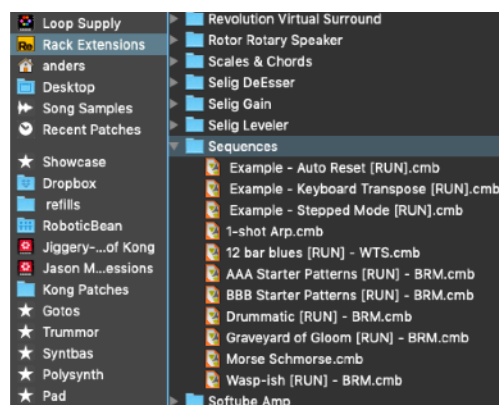 Loop Supply
Rack Extensions
anders
Desktop
Song Samples
Recent Patches
Showcase
Dropbox
refills
RoboticBean
Jiggery-...of Kong
Jason M...essions
Kong Patches
Gotos
Trummor
Syntbas
Polysynth
Pad
Revolution Virtual Surround
Rotor Rotary Speaker
Scales & Chords
Selig DeEsser
Selig Gain
Selig Leveler
Sequences
Example - Auto Reset [RUN].cmb
Example - Keyboard Transpose [RUN].cmb
Example - Stepped Mode [RUN].cmb
1-shot Arp.cmb
12 bar blues [RUN] - WTS.cmb
AAA Starter Patterns [RUN] - BRM.cmb
BBB Starter Patterns [RUN] - BRM.cmb
Drummatic [RUN] - BRM.cmb
Graveyard of Gloom [RUN] - BRM.cmb
Morse Schmorse.cmb
Wasp-ish [RUN] - BRM.cmb
Softube Amp